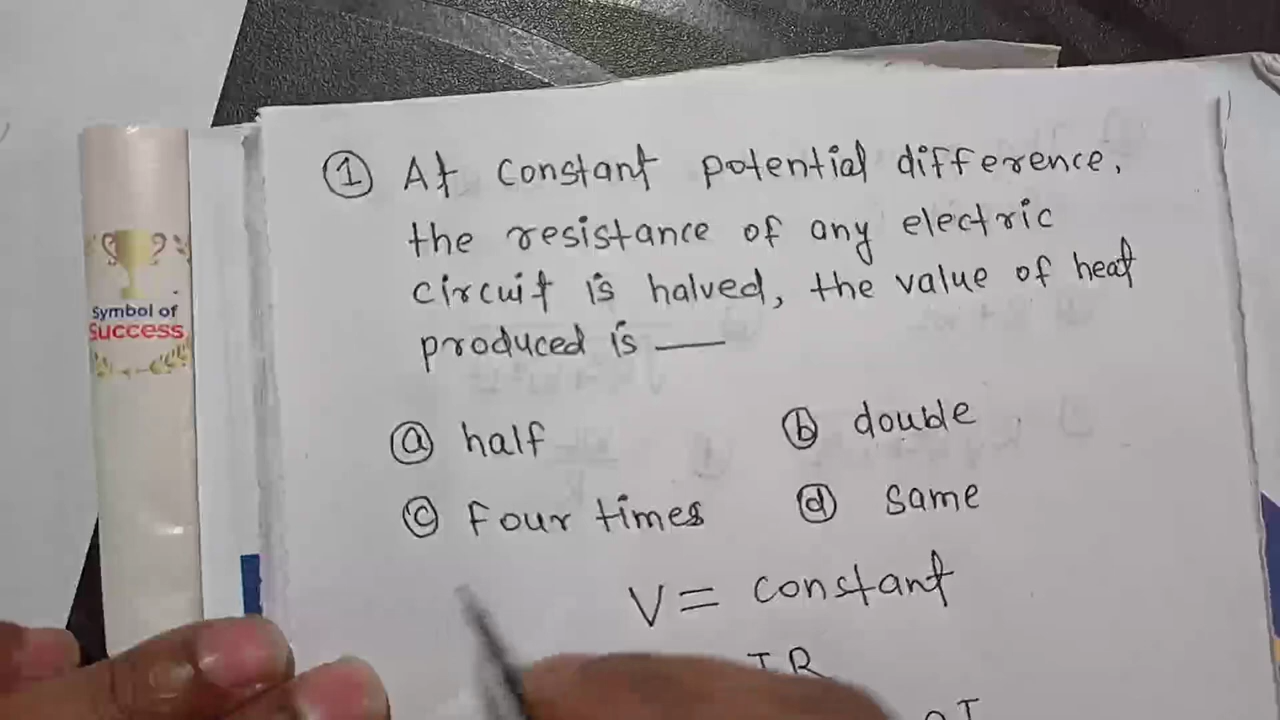 Symbol of
Success
① At constant potential difference,
the resistance of any electric
circuit is halved, the value of heat
produced is —
ⓐ half ⓑ double
ⓒ four times ⓓ same
V = constant
IR